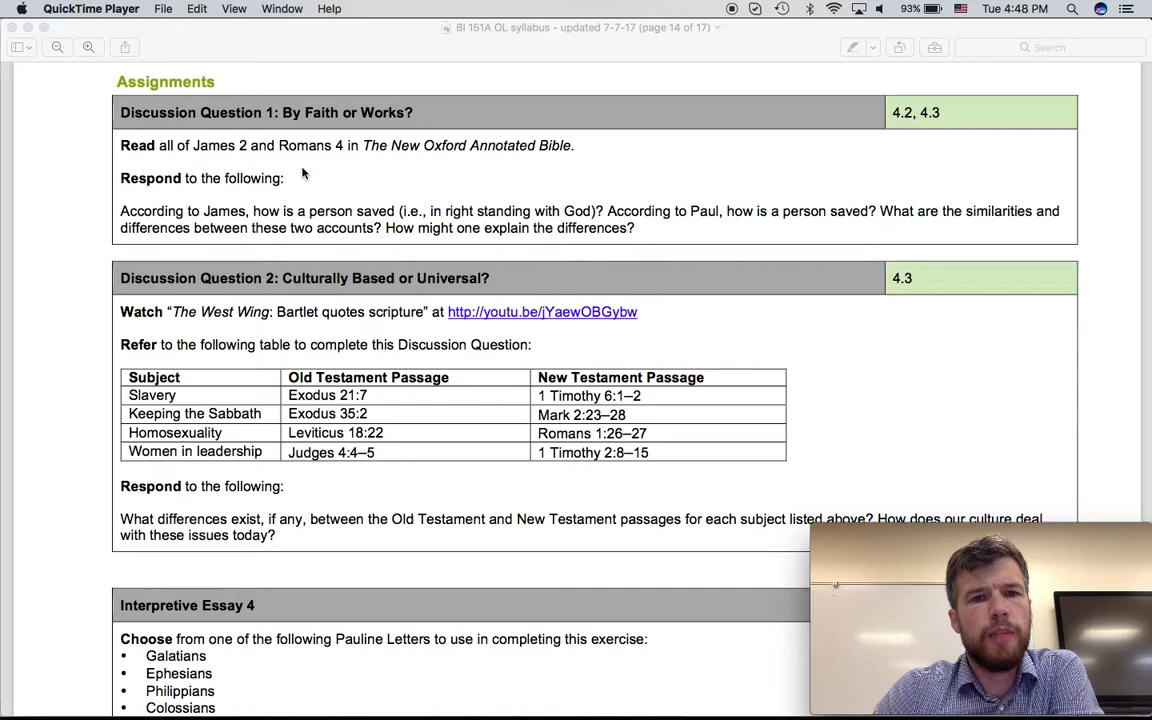 QuickTime Player File Edit View Window Help 93% Tue 4:48 PM
BI 151A OL syllabus - updated 7-7-17 (page 14 of 17)
Search
Assignments
Discussion Question 1: By Faith or Works? 4.2, 4.3
Read all of James 2 and Romans 4 in The New Oxford Annotated Bible.
Respond to the following:
According to James, how is a person saved (i.e., in right standing with God)? According to Paul, how is a person saved? What are the similarities and
differences between these two accounts? How might one explain the differences?
Discussion Question 2: Culturally Based or Universal? 4.3
Watch “The West Wing: Bartlet quotes scripture” at http://youtu.be/jYaewOBGybw
Refer to the following table to complete this Discussion Question:
Subject Old Testament Passage New Testament Passage
Slavery Exodus 21:7 1 Timothy 6:1–2
Keeping the Sabbath Exodus 35:2 Mark 2:23–28
Homosexuality Leviticus 18:22 Romans 1:26–27
Women in leadership Judges 4:4–5 1 Timothy 2:8–15
Respond to the following:
What differences exist, if any, between the Old Testament and New Testament passages for each subject listed above? How does our culture deal
with these issues today?
Interpretive Essay 4
Choose from one of the following Pauline Letters to use in completing this exercise:
• Galatians
• Ephesians
• Philippians
• Colossians